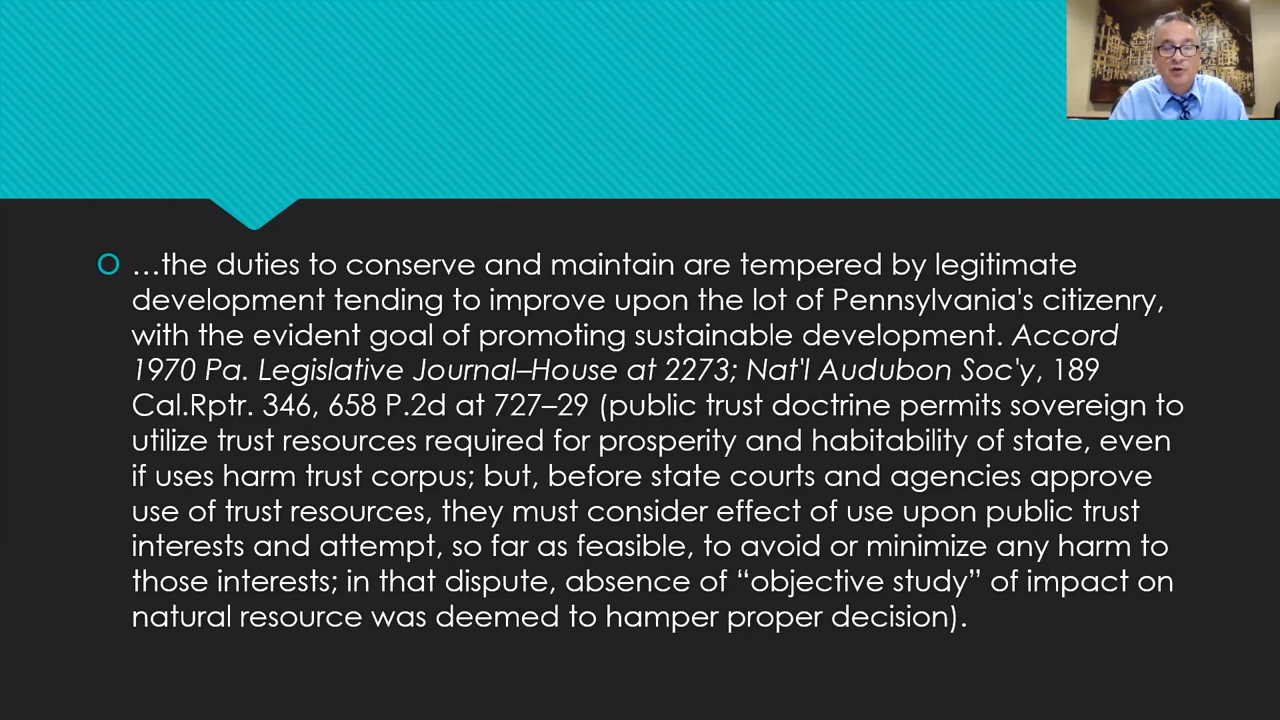 …the duties to conserve and maintain are tempered by legitimate
development tending to improve upon the lot of Pennsylvania's citizenry,
with the evident goal of promoting sustainable development. Accord
1970 Pa. Legislative Journal–House at 2273; Nat'l Audubon Soc'y, 189
Cal.Rptr. 346, 658 P.2d at 727–29 (public trust doctrine permits sovereign to
utilize trust resources required for prosperity and habitability of state, even
if uses harm trust corpus; but, before state courts and agencies approve
use of trust resources, they must consider effect of use upon public trust
interests and attempt, so far as feasible, to avoid or minimize any harm to
those interests; in that dispute, absence of “objective study” of impact on
natural resource was deemed to hamper proper decision).